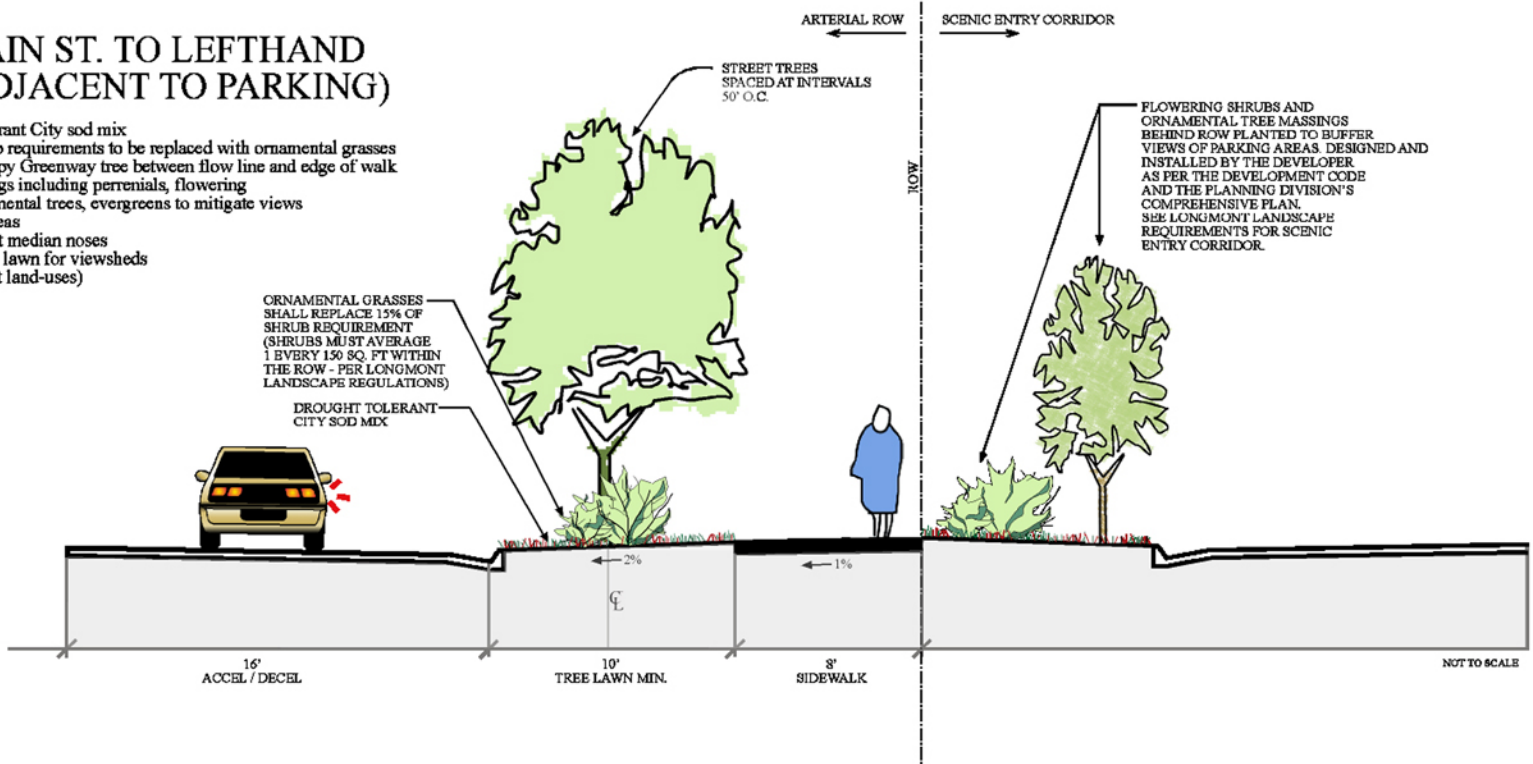 AIN ST. TO LEFTHAND
DJACENT TO PARKING)
rant City sod mix
requirements to be replaced with ornamental grasses
py Greenway tree between flow line and edge of walk
gs including perrenials, flowering
mental trees, evergreens to mitigate views
eas
t median noses
lawn for viewsheds
t land-uses)
ARTERIAL ROW
SCENIC ENTRY CORRIDOR
STREET TREES
SPACED AT INTERVALS
50' O.C.
FLOWERING SHRUBS AND
ORNAMENTAL TREE MASSINGS
BEHIND ROW PLANTED TO BUFFER
VIEWS OF PARKING AREAS. DESIGNED AND
INSTALLED BY THE DEVELOPER
AS PER THE DEVELOPMENT CODE
AND THE PLANNING DIVISION'S
COMPREHENSIVE PLAN.
SEE LONGMONT LANDSCAPE
REQUIREMENTS FOR SCENIC
ENTRY CORRIDOR.
ROW
ORNAMENTAL GRASSES
SHALL REPLACE 15% OF
SHRUB REQUIREMENT
(SHRUBS MUST AVERAGE
1 EVERY 150 SQ. FT WITHIN
THE ROW - PER LONGMONT
LANDSCAPE REGULATIONS)
DROUGHT TOLERANT
CITY SOD MIX
2%
1%
CL
16'
ACCEL / DECEL
10'
TREE LAWN MIN.
8'
SIDEWALK
NOT TO SCALE